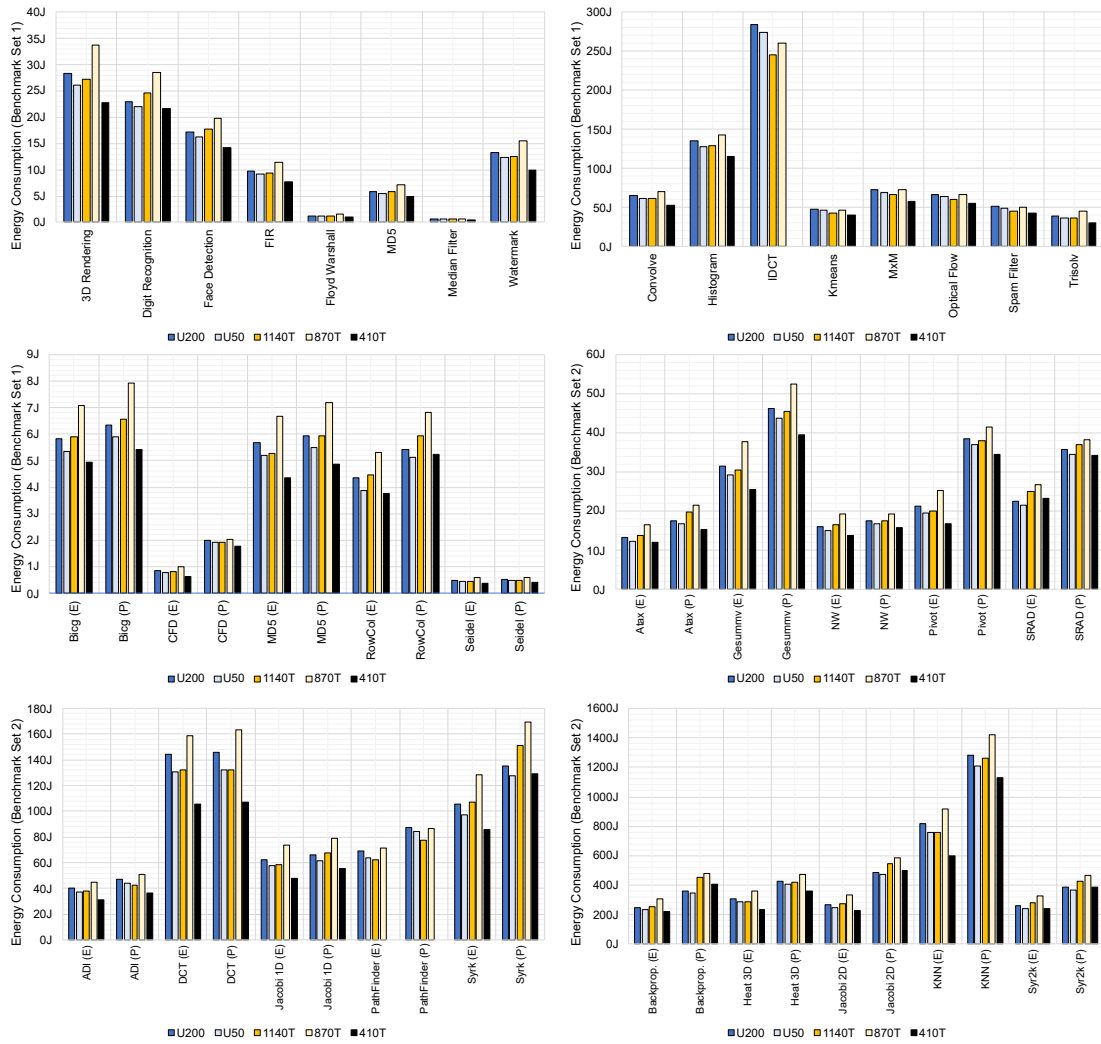 Energy Consumption (Benchmark Set 1)
40J
35J
30J
25J
20J
15J
10J
5J
0J
3D Rendering
Digit Recognition
Face Detection
FIR
Floyd Warshall
MD5
Median Filter
Watermark
U200 U50 1140T 870T 410T
Energy Consumption (Benchmark Set 1)
300J
250J
200J
150J
100J
50J
0J
Convolve
Histogram
IDCT
Kmeans
MxM
Optical Flow
Spam Filter
Trisolv
U200 U50 1140T 870T 410T
Energy Consumption (Benchmark Set 1)
9J
8J
7J
6J
5J
4J
3J
2J
1J
0J
Bicg (E)
Bicg (P)
CFD (E)
CFD (P)
MD5 (E)
MD5 (P)
RowCol (E)
RowCol (P)
Seidel (E)
Seidel (P)
U200 U50 1140T 870T 410T
Energy Consumption (Benchmark Set 2)
60J
50J
40J
30J
20J
10J
0J
Atax (E)
Atax (P)
Gesummv (E)
Gesummv (P)
NW (E)
NW (P)
Pivot (E)
Pivot (P)
SRAD (E)
SRAD (P)
U200 U50 1140T 870T 410T
Energy Consumption (Benchmark Set 2)
180J
160J
140J
120J
100J
80J
60J
40J
20J
0J
ADI (E)
ADI (P)
DCT (E)
DCT (P)
Jacobi 1D (E)
Jacobi 1D (P)
PathFinder (E)
PathFinder (P)
Syrk (E)
Syrk (P)
U200 U50 1140T 870T 410T
Energy Consumption (Benchmark Set 2)
1600J
1400J
1200J
1000J
800J
600J
400J
200J
0J
Backprop. (E)
Backprop. (P)
Heat 3D (E)
Heat 3D (P)
Jacobi 2D (E)
Jacobi 2D (P)
KNN (E)
KNN (P)
Syr2k (E)
Syr2k (P)
U200 U50 1140T 870T 410T